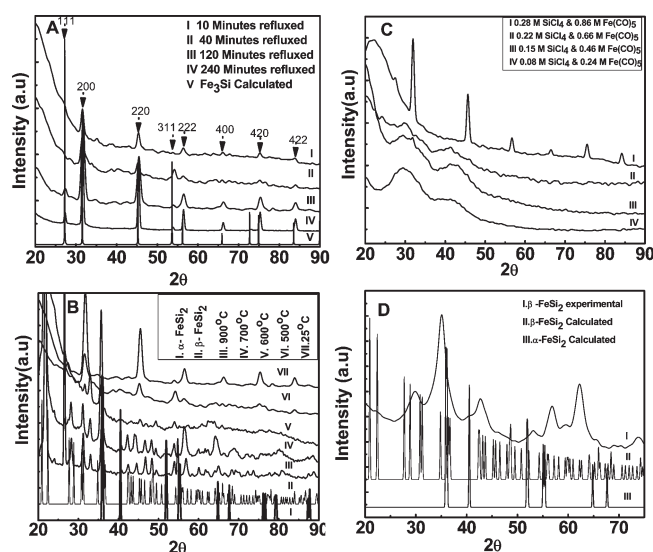 A
I 10 Minutes refluxed
II 40 Minutes refluxed
III 120 Minutes refluxed
IV 240 Minutes refluxed
V Fe3Si Calculated
111
200
220
311 222
400
420
422
I
II
III
IV
V
Intensity (a.u)
20 30 40 50 60 70 80 90
2θ
C
I 0.28 M SiCl4 & 0.86 M Fe(CO)5
II 0.22 M SiCl4 & 0.66 M Fe(CO)5
III 0.15 M SiCl4 & 0.46 M Fe(CO)5
IV 0.08 M SiCl4 & 0.24 M Fe(CO)5
I
II
III
IV
Intensity (a.u)
20 30 40 50 60 70 80 90
2θ
B
I. α- FeSi2
II. β- FeSi2
III. 900°C
IV. 700°C
V. 600°C
VI. 500°C
VII.25°C
VII
VI
V
IV
III
II
I
Intensity(a.u)
20 30 40 50 60 70 80 90
2θ
D
I.β -FeSi2 experimental
II.β-FeSi2 Calculated
III.α-FeSi2 Calculated
I
II
III
Intensity (a.u)
20 30 40 50 60 70
2θ